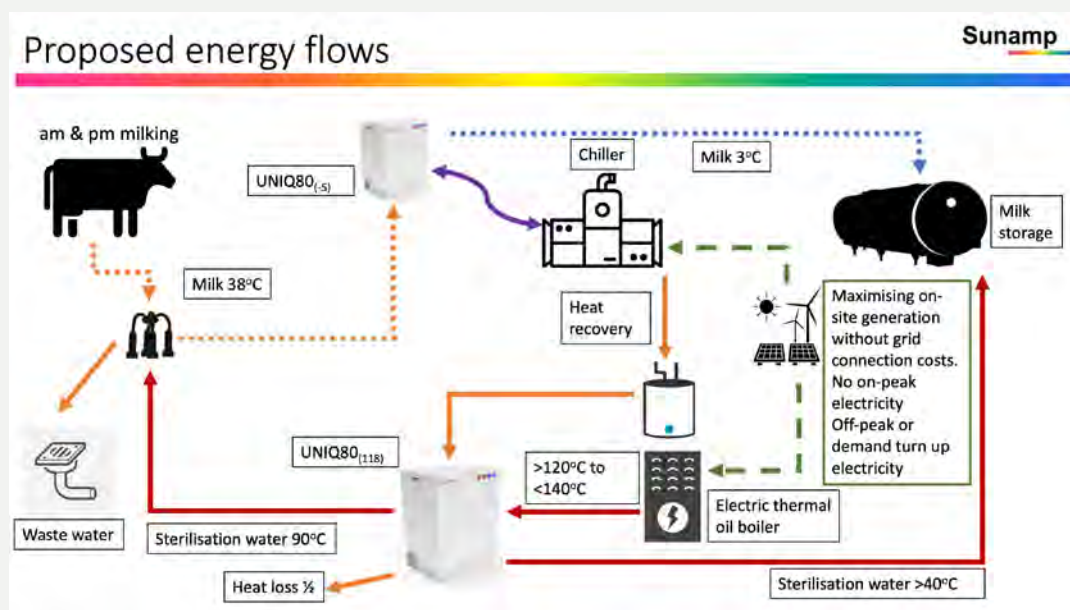 Proposed energy flows
Sunamp
am & pm milking
Chiller
Milk 3°C
UNIQ80(-5)
Milk
storage
Milk 38°C
Heat
recovery
Maximising on-
site generation
without grid
connection costs.
No on-peak
electricity
Off-peak or
demand turn up
electricity
UNIQ80(118)
>120°C to
<140°C
Electric thermal
oil boiler
Waste water
Sterilisation water 90°C
Heat loss ½
Sterilisation water >40°C